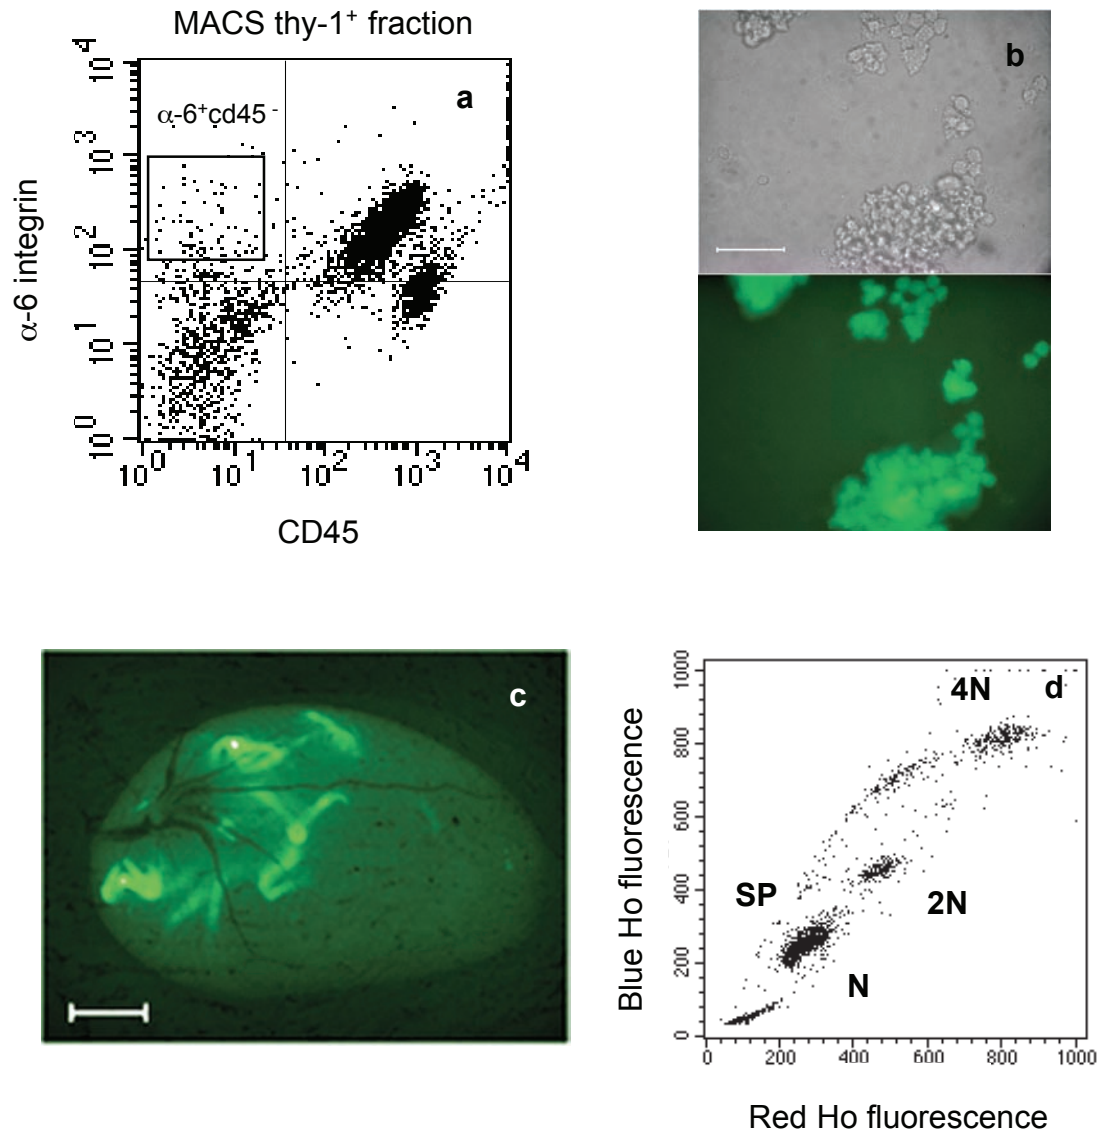 MACS thy-1⁺ fraction
a
α-6⁺cd45⁻
α-6 integrin
10⁴
10³
10²
10¹
10⁰
10⁰ 10¹ 10² 10³ 10⁴
CD45
b
c
d
4N
SP
2N
N
Blue Ho fluorescence
1000
800
600
400
200
0
0 200 400 600 800 1000
Red Ho fluorescence